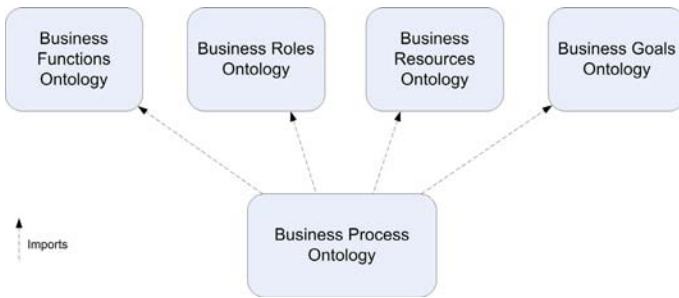 Business
Functions
Ontology
Business Roles
Ontology
Business
Resources
Ontology
Business Goals
Ontology
Business Process
Ontology
Imports